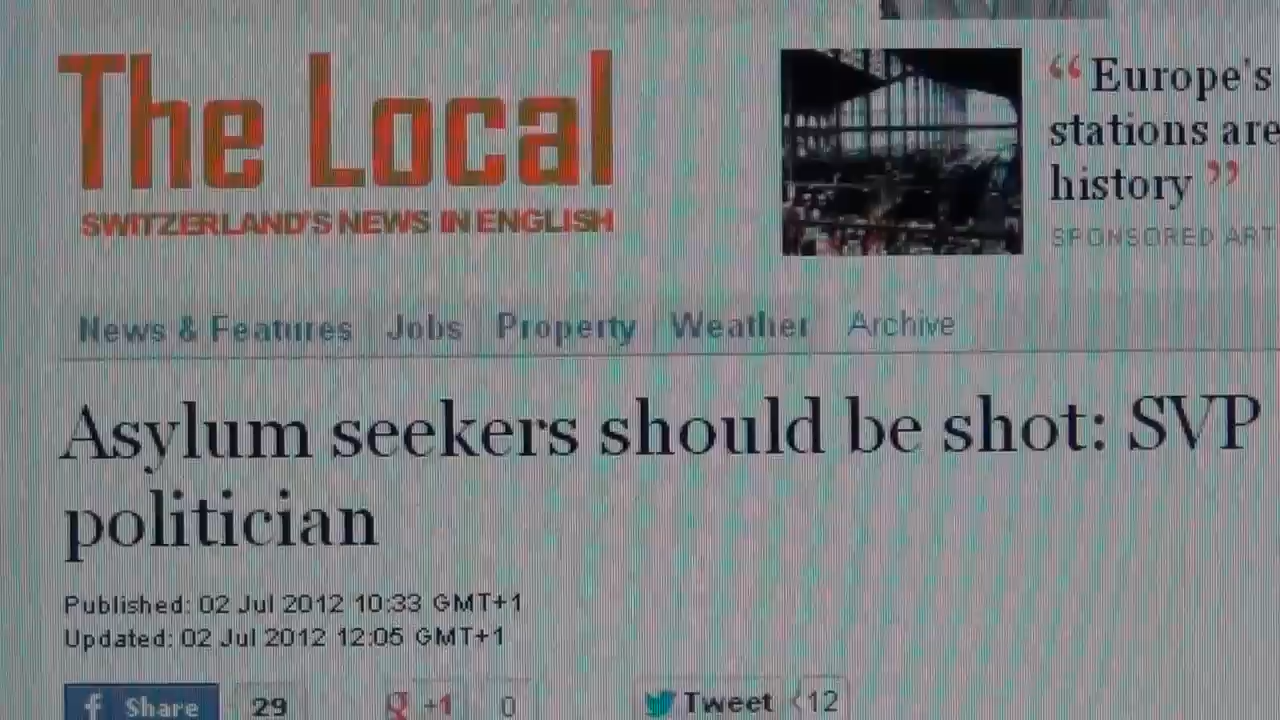 The Local
SWITZERLAND'S NEWS IN ENGLISH
“ Europe's
stations are
history ”
SPONSORED ART
News & Features Jobs Property Weather Archive
Asylum seekers should be shot: SVP
politician
Published: 02 Jul 2012 10:33 GMT+1
Updated: 02 Jul 2012 12:05 GMT+1
f Share 29 g +1 0 Tweet 12